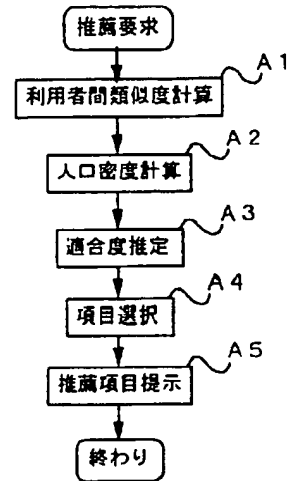 推薦要求
A1
利用者間類似度計算
A2
人口密度計算
A3
適合度推定
A4
項目選択
A5
推薦項目提示
終わり